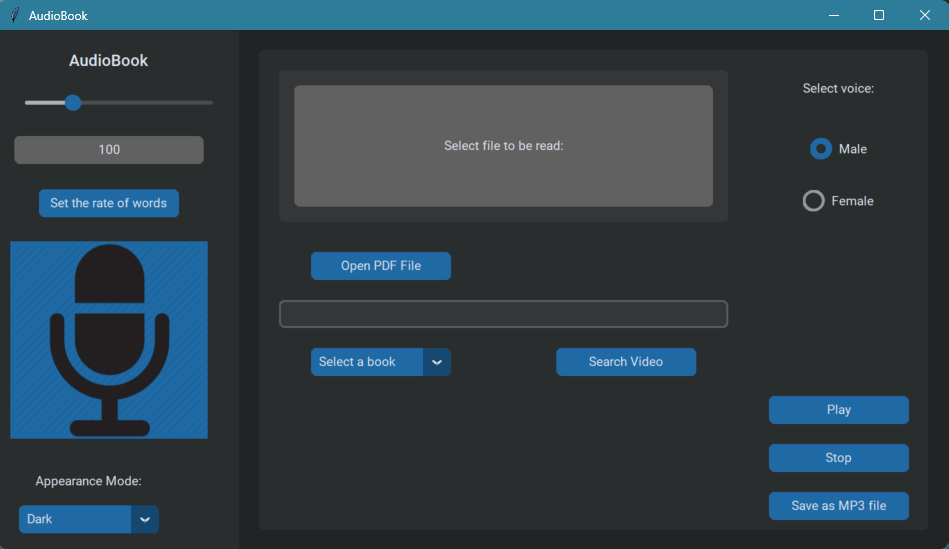 AudioBook
AudioBook
100
Set the rate of words
Appearance Mode:
Dark
Select file to be read:
Open PDF File
Select a book
Search Video
Select voice:
Male
Female
Play
Stop
Save as MP3 file